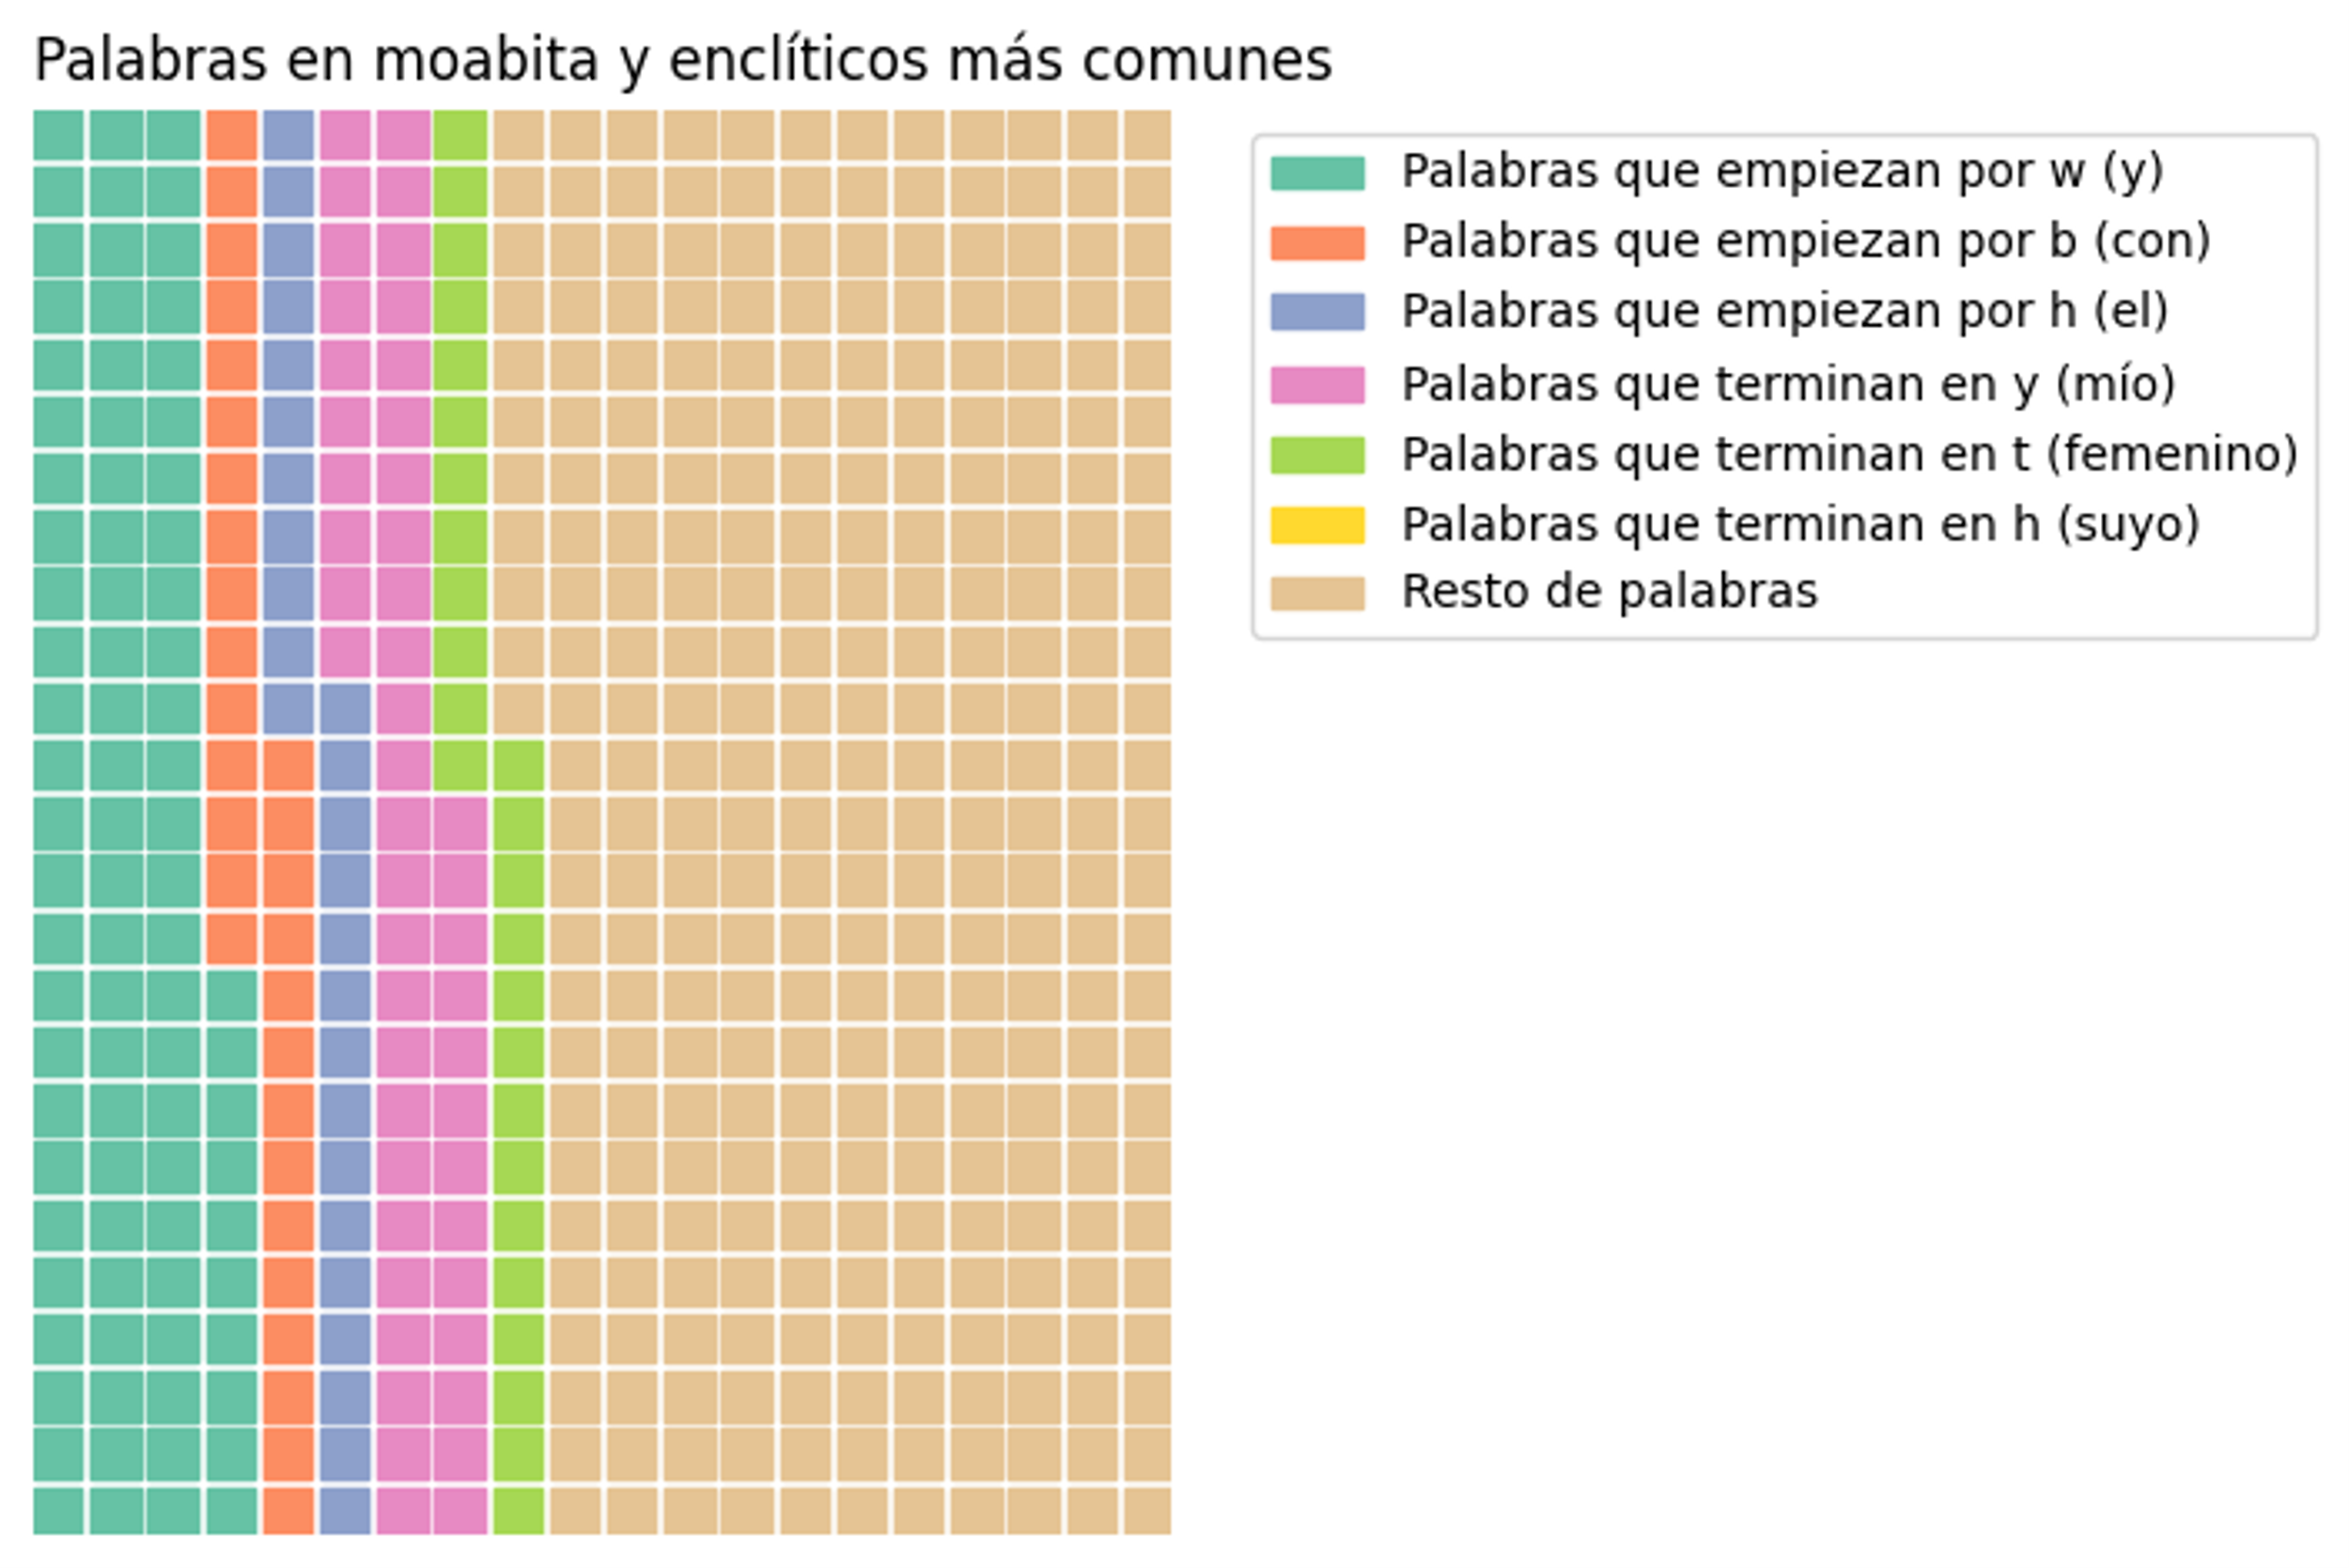 Palabras en moabita y enclíticos más comunes
Palabras que empiezan por w (y)
Palabras que empiezan por b (con)
Palabras que empiezan por h (el)
Palabras que terminan en y (mío)
Palabras que terminan en t (femenino)
Palabras que terminan en h (suyo)
Resto de palabras